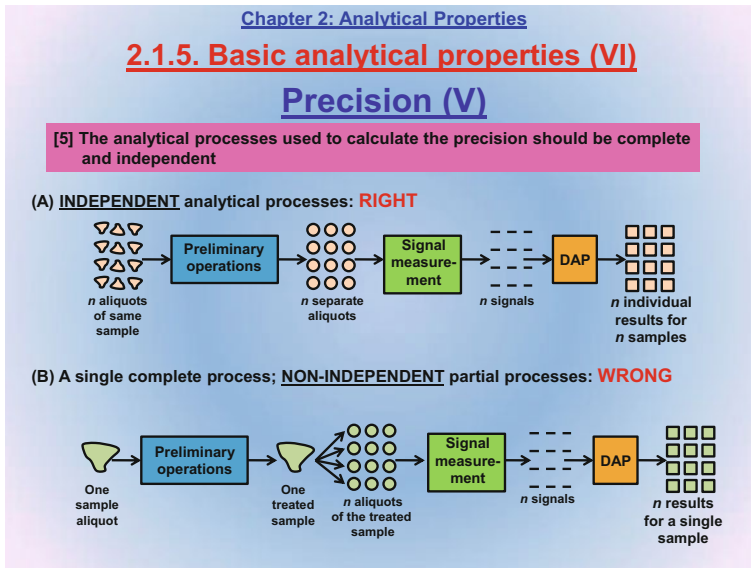 Chapter 2: Analytical Properties
2.1.5. Basic analytical properties (VI)
Precision (V)
[5] The analytical processes used to calculate the precision should be complete
and independent
(A) INDEPENDENT analytical processes: RIGHT
Preliminary
operations
Signal
measure-
ment
DAP
n aliquots
of same
sample
n separate
aliquots
n signals
n individual
results for
n samples
(B) A single complete process; NON-INDEPENDENT partial processes: WRONG
Preliminary
operations
Signal
measure-
ment
DAP
One
sample
aliquot
One
treated
sample
n aliquots
of the treated
sample
n signals
n results
for a single
sample